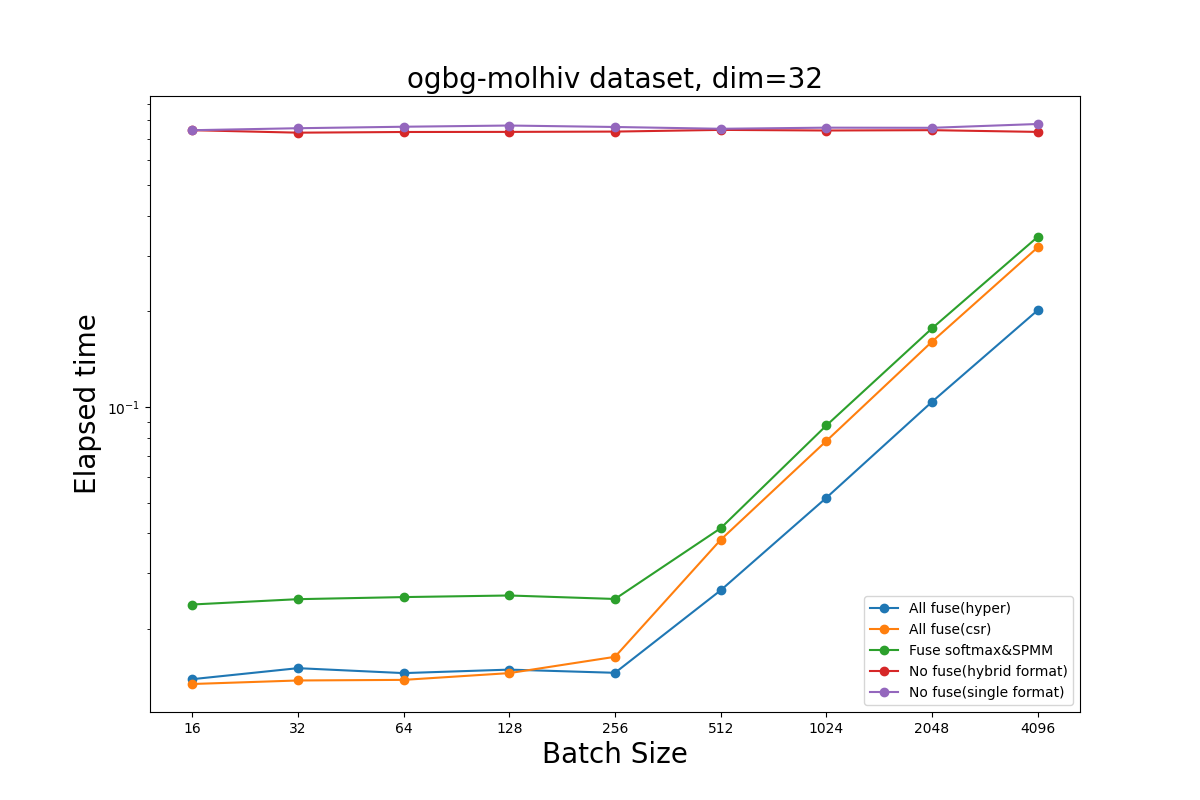 ogbg-molhiv dataset, dim=32
Elapsed time
10⁻¹
All fuse(hyper)
All fuse(csr)
Fuse softmax&SPMM
No fuse(hybrid format)
No fuse(single format)
16 32 64 128 256 512 1024 2048 4096
Batch Size